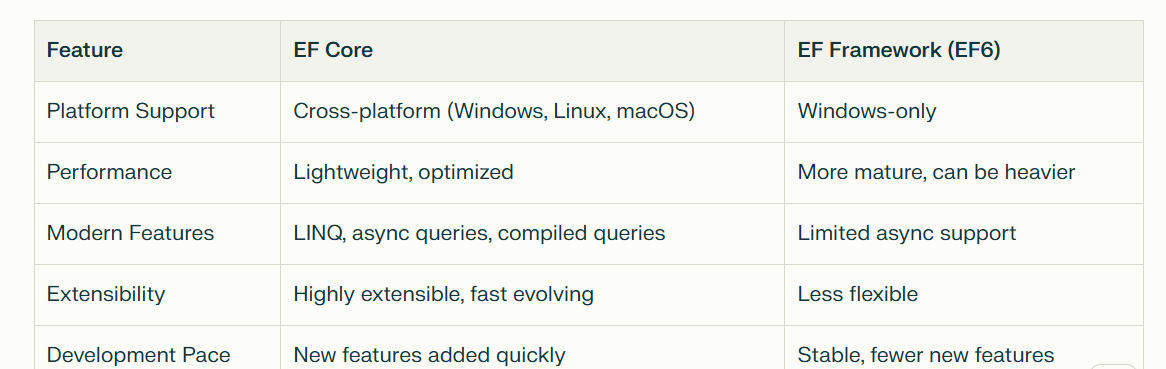 Feature EF Core EF Framework (EF6)
Platform Support Cross-platform (Windows, Linux, macOS) Windows-only
Performance Lightweight, optimized More mature, can be heavier
Modern Features LINQ, async queries, compiled queries Limited async support
Extensibility Highly extensible, fast evolving Less flexible
Development Pace New features added quickly Stable, fewer new features